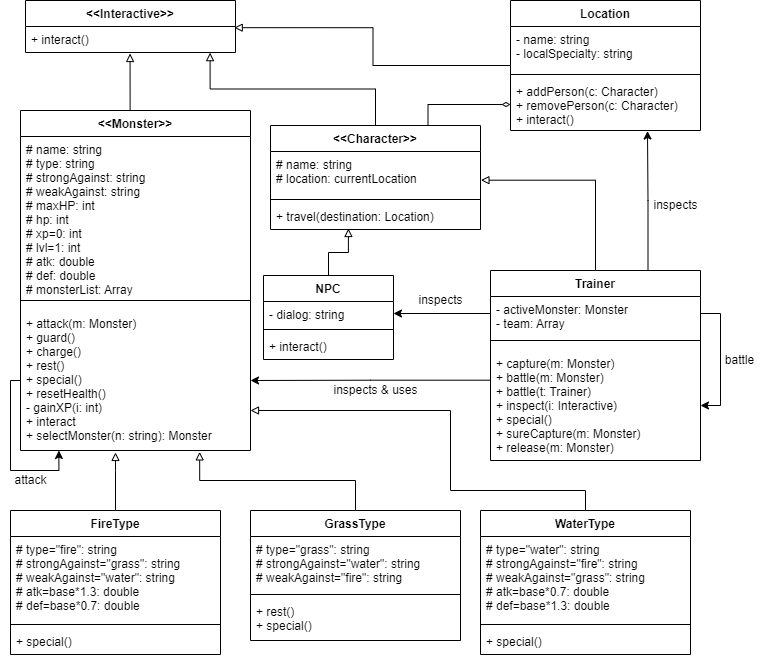 <<Interactive>>
+ interact()
Location
- name: string
- localSpecialty: string
+ addPerson(c: Character)
+ removePerson(c: Character)
+ interact()
<<Monster>>
# name: string
# type: string
# strongAgainst: string
# weakAgainst: string
# maxHP: int
# hp: int
# xp=0: int
# lvl=1: int
# atk: double
# def: double
# monsterList: Array
+ attack(m: Monster)
+ guard()
+ charge()
+ rest()
+ special()
+ resetHealth()
- gainXP(i: int)
+ interact
+ selectMonster(n: string): Monster
attack
<<Character>>
# name: string
# location: currentLocation
+ travel(destination: Location)
inspects
NPC
- dialog: string
+ interact()
inspects
Trainer
- activeMonster: Monster
- team: Array
+ capture(m: Monster)
+ battle(m: Monster)
+ battle(t: Trainer)
+ inspect(i: Interactive)
+ special()
+ sureCapture(m: Monster)
+ release(m: Monster)
battle
inspects & uses
FireType
# type="fire": string
# strongAgainst="grass": string
# weakAgainst="water": string
# atk=base*1.3: double
# def=base*0.7: double
+ special()
GrassType
# type="grass": string
# strongAgainst="water": string
# weakAgainst="fire": string
+ rest()
+ special()
WaterType
# type="water": string
# strongAgainst="fire": string
# weakAgainst="grass": string
# atk=base*0.7: double
# def=base*1.3: double
+ special()